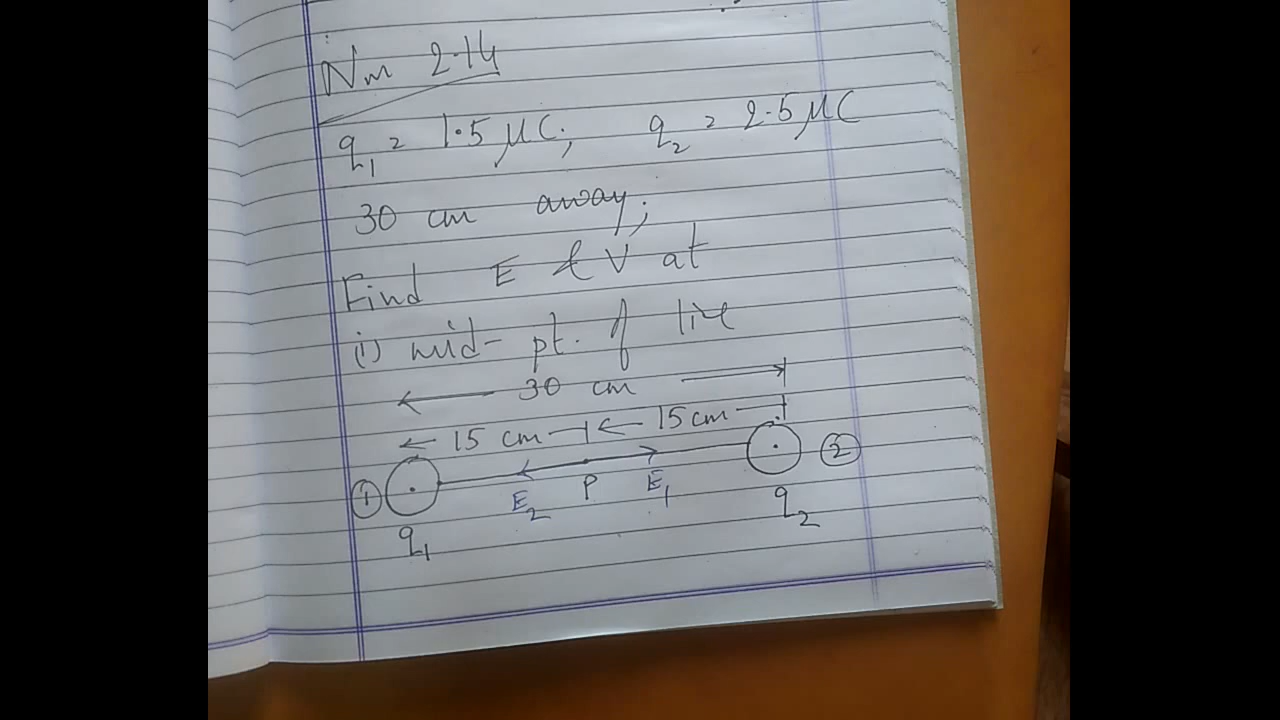 Nm 2.14
q₁ = 1.5 μC; q₂ = 2.5 μC
30 cm away;
Find E & V at
(i) mid-pt. of line
30 cm
15 cm 15 cm
1 E₂ P E₁ 2
q₁ q₂